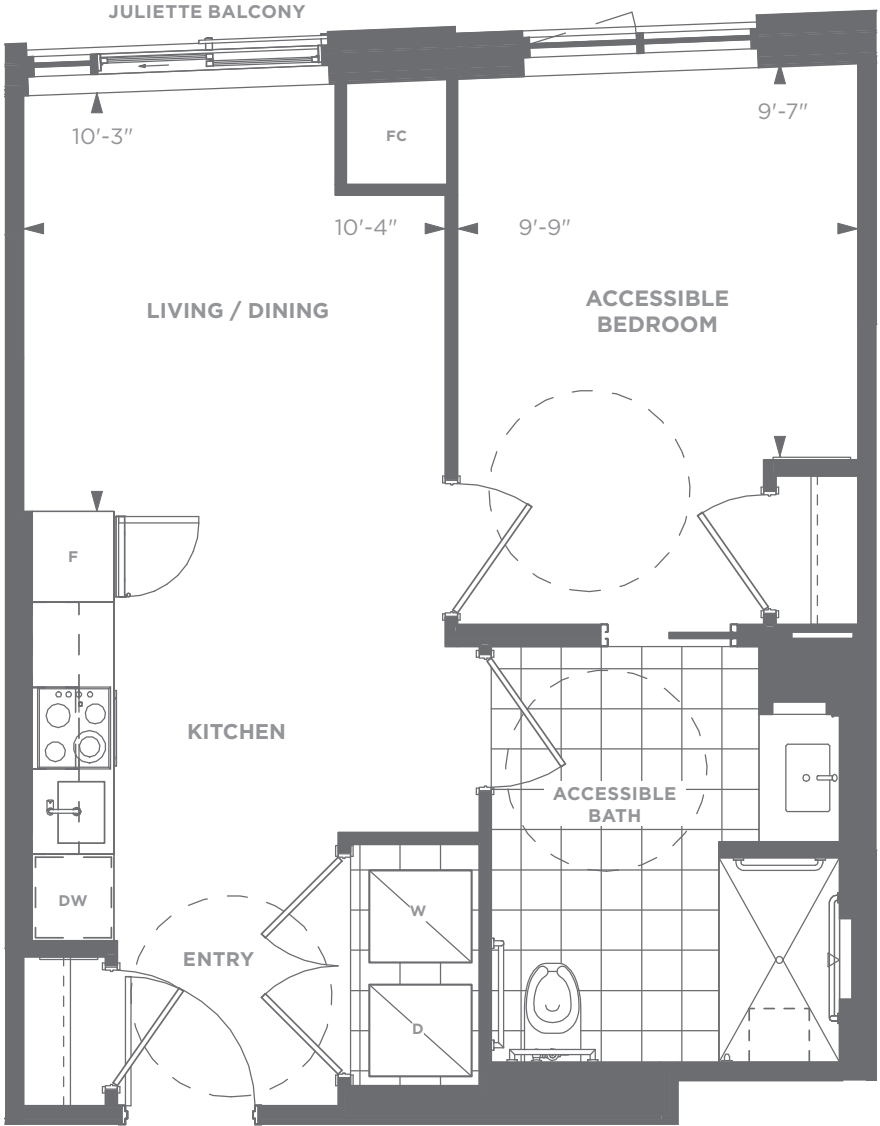 JULIETTE BALCONY
10'-3"
FC
9'-7"
10'-4"
9'-9"
LIVING / DINING
ACCESSIBLE
BEDROOM
F
KITCHEN
ACCESSIBLE
BATH
DW
W
ENTRY
D